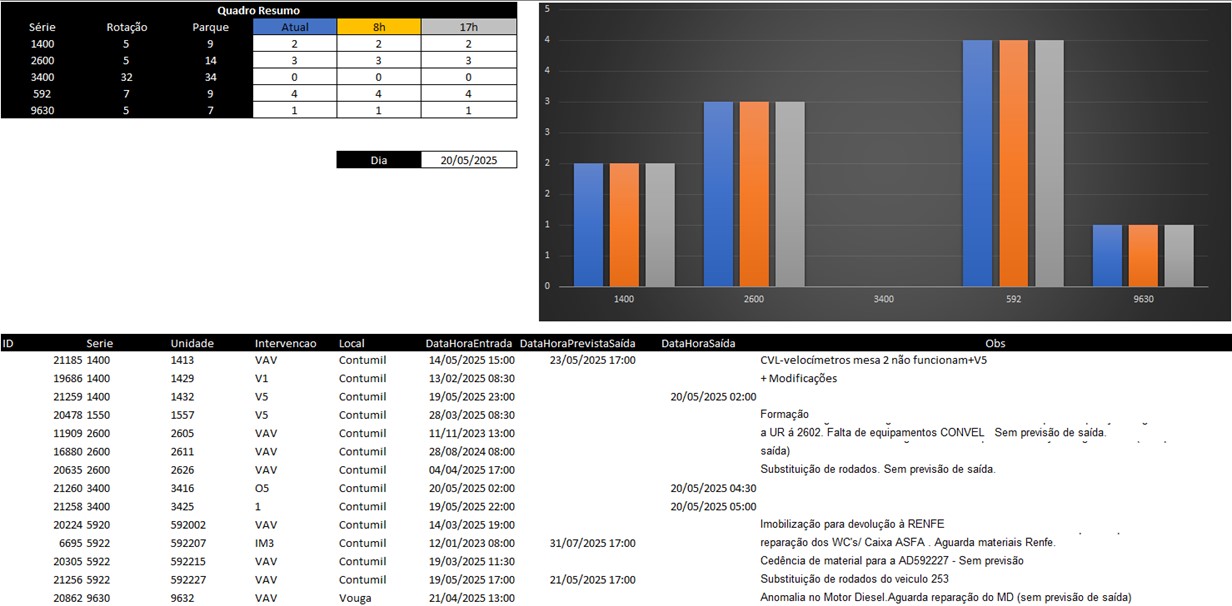 Quadro Resumo
Série Rotação Parque Atual 8h 17h
1400 5 9 2 2 2
2600 5 14 3 3 3
3400 32 34 0 0 0
592 7 9 4 4 4
9630 5 7 1 1 1
Dia 20/05/2025
5
4
4
3
3
2
2
1
1
0
1400 2600 3400 592 9630
ID Serie Unidade Intervencao Local DataHoraEntrada DataHoraPrevistaSaída DataHoraSaída Obs
21185 1400 1413 VAV Contumil 14/05/2025 15:00 23/05/2025 17:00 CVL-velocímetros mesa 2 não funcionam+V5
19686 1400 1429 V1 Contumil 13/02/2025 08:30 + Modificações
21259 1400 1432 V5 Contumil 19/05/2025 23:00 20/05/2025 02:00
20478 1550 1557 V5 Contumil 28/03/2025 08:30 Formação
11909 2600 2605 VAV Contumil 11/11/2023 13:00 a UR á 2602. Falta de equipamentos CONVEL Sem previsão de saída.
16880 2600 2611 VAV Contumil 28/08/2024 08:00 saída)
20635 2600 2626 VAV Contumil 04/04/2025 17:00 Substituição de rodados. Sem previsão de saída.
21260 3400 3416 O5 Contumil 20/05/2025 02:00 20/05/2025 04:30
21258 3400 3425 1 Contumil 19/05/2025 22:00 20/05/2025 05:00
20224 5920 592002 VAV Contumil 14/03/2025 19:00 Imobilização para devolução à RENFE
6695 5922 592207 IM3 Contumil 12/01/2023 08:00 31/07/2025 17:00 reparação dos WC's/ Caixa ASFA . Aguarda materiais Renfe.
20305 5922 592215 VAV Contumil 19/03/2025 11:30 Cedência de material para a AD592227 - Sem previsão
21256 5922 592227 VAV Contumil 19/05/2025 17:00 21/05/2025 17:00 Substituição de rodados do veiculo 253
20862 9630 9632 VAV Vouga 21/04/2025 13:00 Anomalia no Motor Diesel.Aguarda reparação do MD (sem previsão de saída)